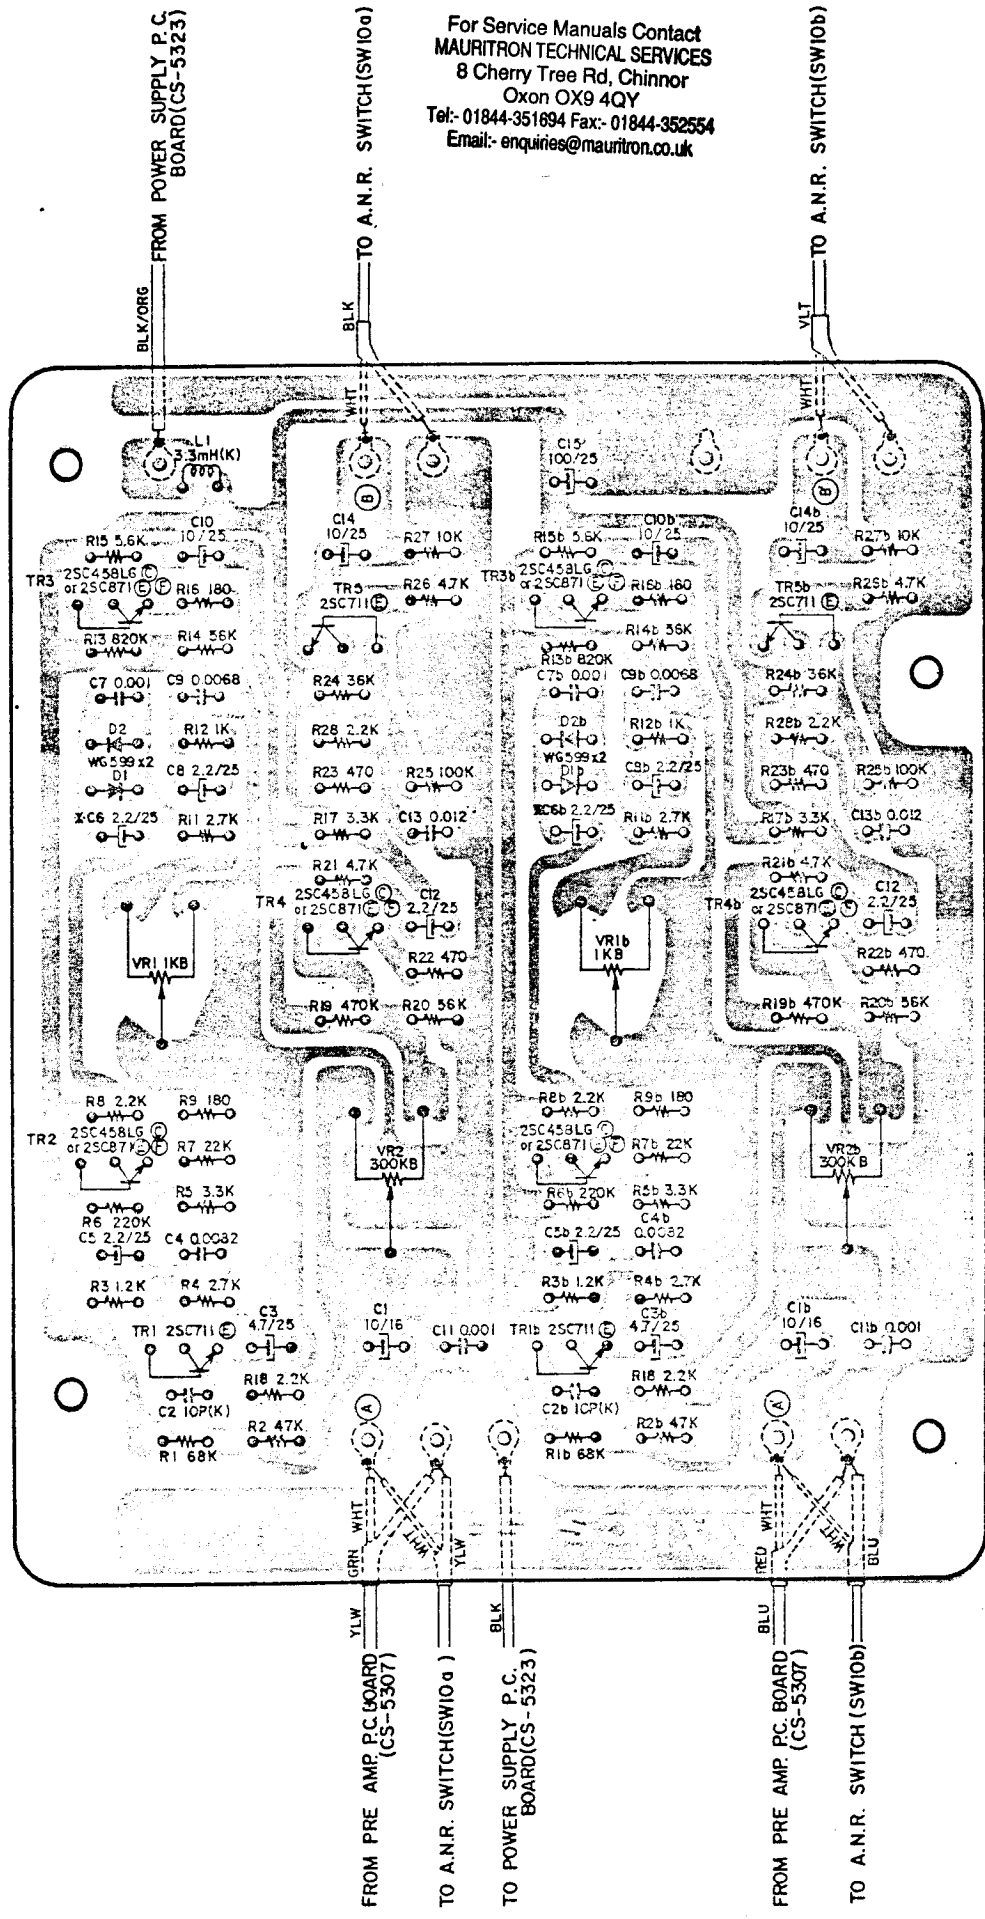 For Service Manuals Contact
MAURITRON TECHNICAL SERVICES
8 Cherry Tree Rd, Chinnor
Oxon OX9 4QY
Tel:- 01844-351694 Fax:- 01844-352554
Email:- enquiries@mauritron.co.uk
FROM POWER SUPPLY P.C.
BOARD(CS-5323)
TO A.N.R. SWITCH(SW10a)
TO A.N.R. SWITCH(SW10b)
BLK/ORG
BLK
VLT
WHT
WHT
L1
3.3mH(K)
B
C15
100/25
B'
R15 5.6K
C10
10/25
C14
10/25
R27 10K
R15b 5.6K
C10b
10/25
C14b
10/25
R27b 10K
TR3
2SC458LG C
or 2SC871 E F
R16 180
TR5
2SC711 E
R26 4.7K
TR3b
2SC458LG C
or 2SC871 E F
R16b 180
TR5b
2SC711 E
R26b 4.7K
R13 820K
R14 56K
R13b 820K
R14b 56K
C7 0.001
C9 0.0068
R24 36K
C7b 0.001
C9b 0.0068
R24b 36K
D2
R12 1K
R28 2.2K
D2b
R12b 1K
R28b 2.2K
WG599x2
D1
C8 2.2/25
R23 470
R25 100K
WG599x2
D1b
2.2/25
R23b 470
R25b 100K
C6 2.2/25
R11 2.7K
R17 3.3K
C13 0.012
C6b 2.2/25
R11b 2.7K
R17b 3.3K
C13b 0.012
R21 4.7K
TR4
2SC458LG C
or 2SC871 E F
C12
2.2/25
R21b 4.7K
TR4b
2SC458LG C
or 2SC871 E F
C12
2.2/25
VR1 1KB
R22 470
VR1b
1KB
R22b 470
R19 470K
R20 56K
R19b 470K
R20b 56K
R8 2.2K
R9 180
R8b 2.2K
R9b 180
TR2
2SC458LG C
or 2SC871 E F
R7 22K
VR2
300KB
2SC458LG C
or 2SC871 E F
R7b 22K
VR2b
300KB
R5 3.3K
R5b 3.3K
R6 220K
R6b 220K
C5 2.2/25
C4 0.0082
C5b 2.2/25
C4b
0.0082
R3 1.2K
R4 2.7K
R3b 1.2K
R4b 2.7K
TR1 2SC711 E
C3
4.7/25
C1
10/16
C11 0.001
TR1b 2SC711 E
C3b
4.7/25
C1b
10/16
C11b 0.001
C2 10P(K)
R18 2.2K
C2b 10P(K)
R18 2.2K
R1 68K
R2 47K
A
R1b 68K
R2b 47K
A'
GRN
WHT
WHT
YLW
RED
WHT
WHT
BLU
YLW
BLK
BLU
FROM PRE AMP. P.C. BOARD
(CS-5307)
TO A.N.R. SWITCH(SW10a)
TO POWER SUPPLY P.C.
BOARD(CS-5323)
FROM PRE AMP. P.C. BOARD
(CS-5307)
TO A.N.R. SWITCH (SW10b)